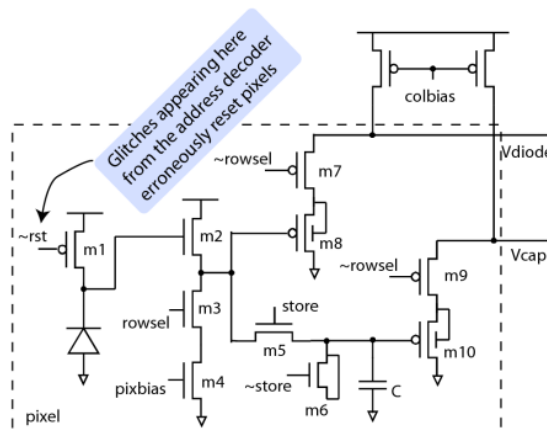 Glitches appearing here
from the address decoder
erroneously reset pixels
colbias
Vdiode
~rowsel
m7
~rst
m1
m2
m8
Vcap
~rowsel
m9
rowsel
m3
store
m5
m10
pixbias
m4
~store
m6
C
pixel